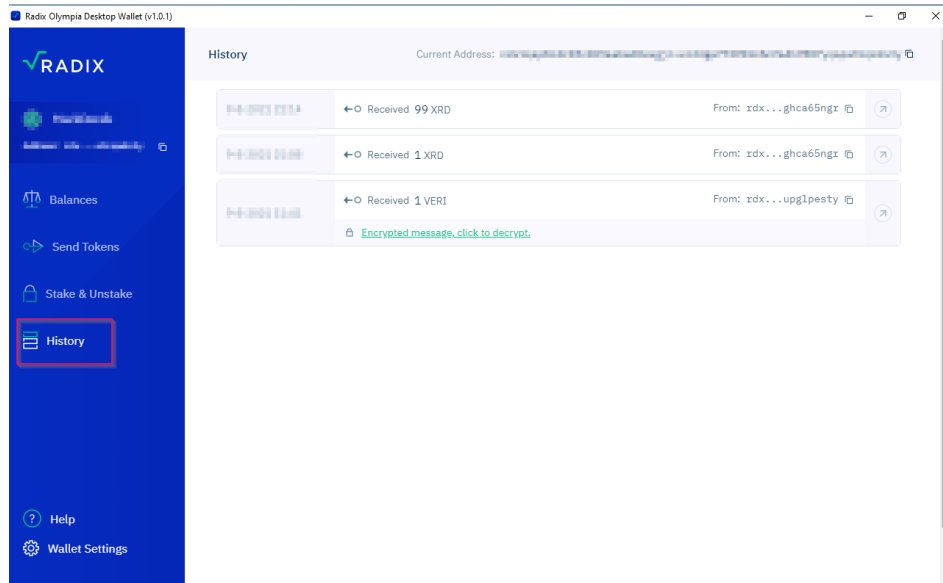 Radix Olympia Desktop Wallet (v1.0.1)
RADIX
History
Current Address:
Received 99 XRD
From: rdx...ghca65ngr
Received 1 XRD
From: rdx...ghca65ngr
Received 1 VERI
From: rdx...upglpesty
Encrypted message, click to decrypt.
Balances
Send Tokens
Stake & Unstake
History
? Help
Wallet Settings